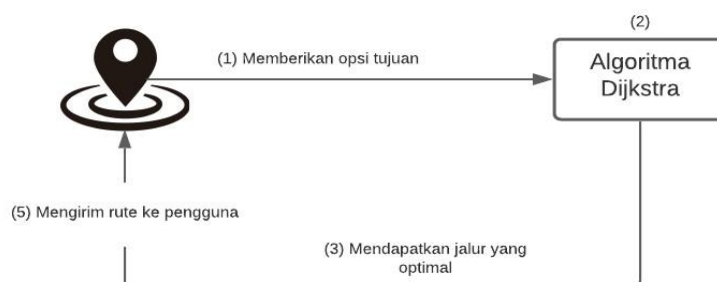 (2)
(1) Memberikan opsi tujuan
Algoritma
Dijkstra
(5) Mengirim rute ke pengguna
(3) Mendapatkan jalur yang
optimal